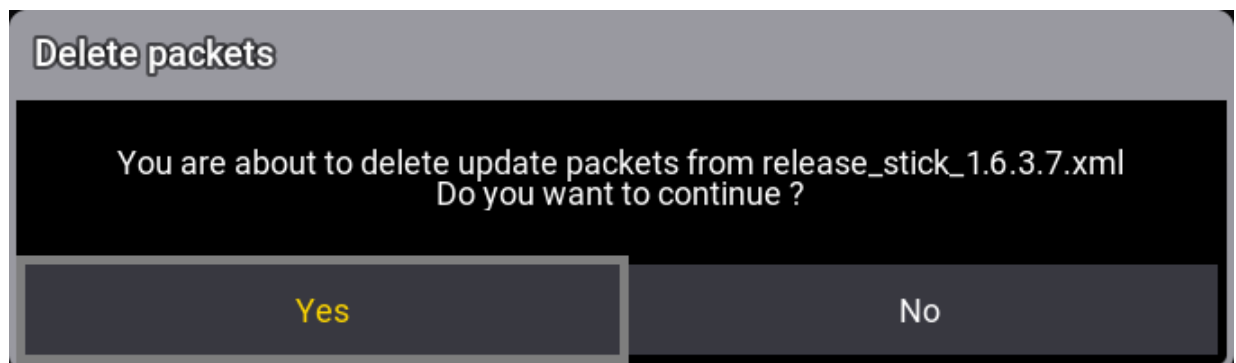 Delete packets
You are about to delete update packets from release_stick_1.6.3.7.xml
Do you want to continue ?
Yes
No